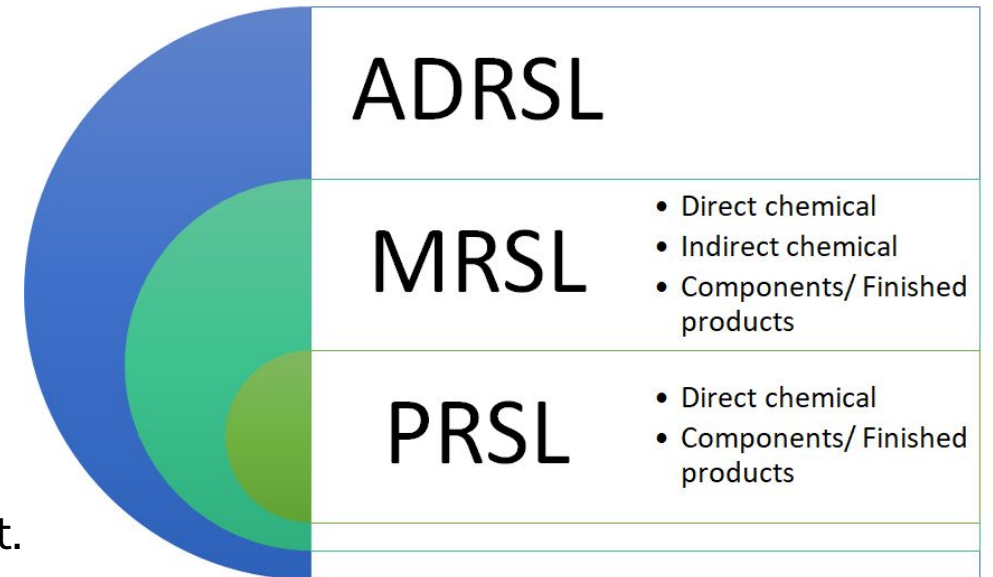 ADRSL
MRSL
• Direct chemical
• Indirect chemical
• Components/ Finished
products
PRSL
• Direct chemical
• Components/ Finished
products
t.